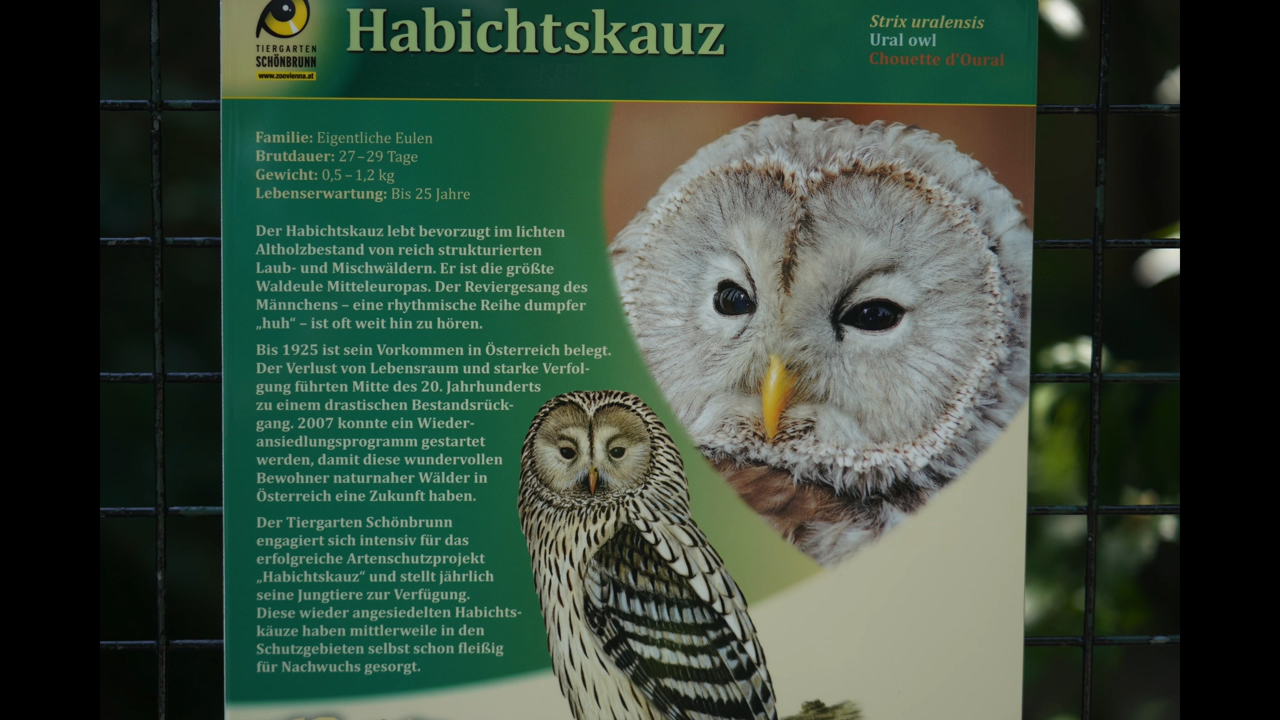 TIERGARTEN
SCHÖNBRUNN
www.zoovienna.at
Habichtskauz
Strix uralensis
Ural owl
Chouette d'Oural
Familie: Eigentliche Eulen
Brutdauer: 27–29 Tage
Gewicht: 0,5 – 1,2 kg
Lebenserwartung: Bis 25 Jahre
Der Habichtskauz lebt bevorzugt im lichten
Altholzbestand von reich strukturierten
Laub- und Mischwäldern. Er ist die größte
Waldeule Mitteleuropas. Der Reviergesang des
Männchens – eine rhythmische Reihe dumpfer
„huh“ – ist oft weit hin zu hören.
Bis 1925 ist sein Vorkommen in Österreich belegt.
Der Verlust von Lebensraum und starke Verfol-
gung führten Mitte des 20. Jahrhunderts
zu einem drastischen Bestandsrück-
gang. 2007 konnte ein Wieder-
ansiedlungsprogramm gestartet
werden, damit diese wundervollen
Bewohner naturnaher Wälder in
Österreich eine Zukunft haben.
Der Tiergarten Schönbrunn
engagiert sich intensiv für das
erfolgreiche Artenschutzprojekt
„Habichtskauz“ und stellt jährlich
seine Jungtiere zur Verfügung.
Diese wieder angesiedelten Habichts-
käuze haben mittlerweile in den
Schutzgebieten selbst schon fleißig
für Nachwuchs gesorgt.